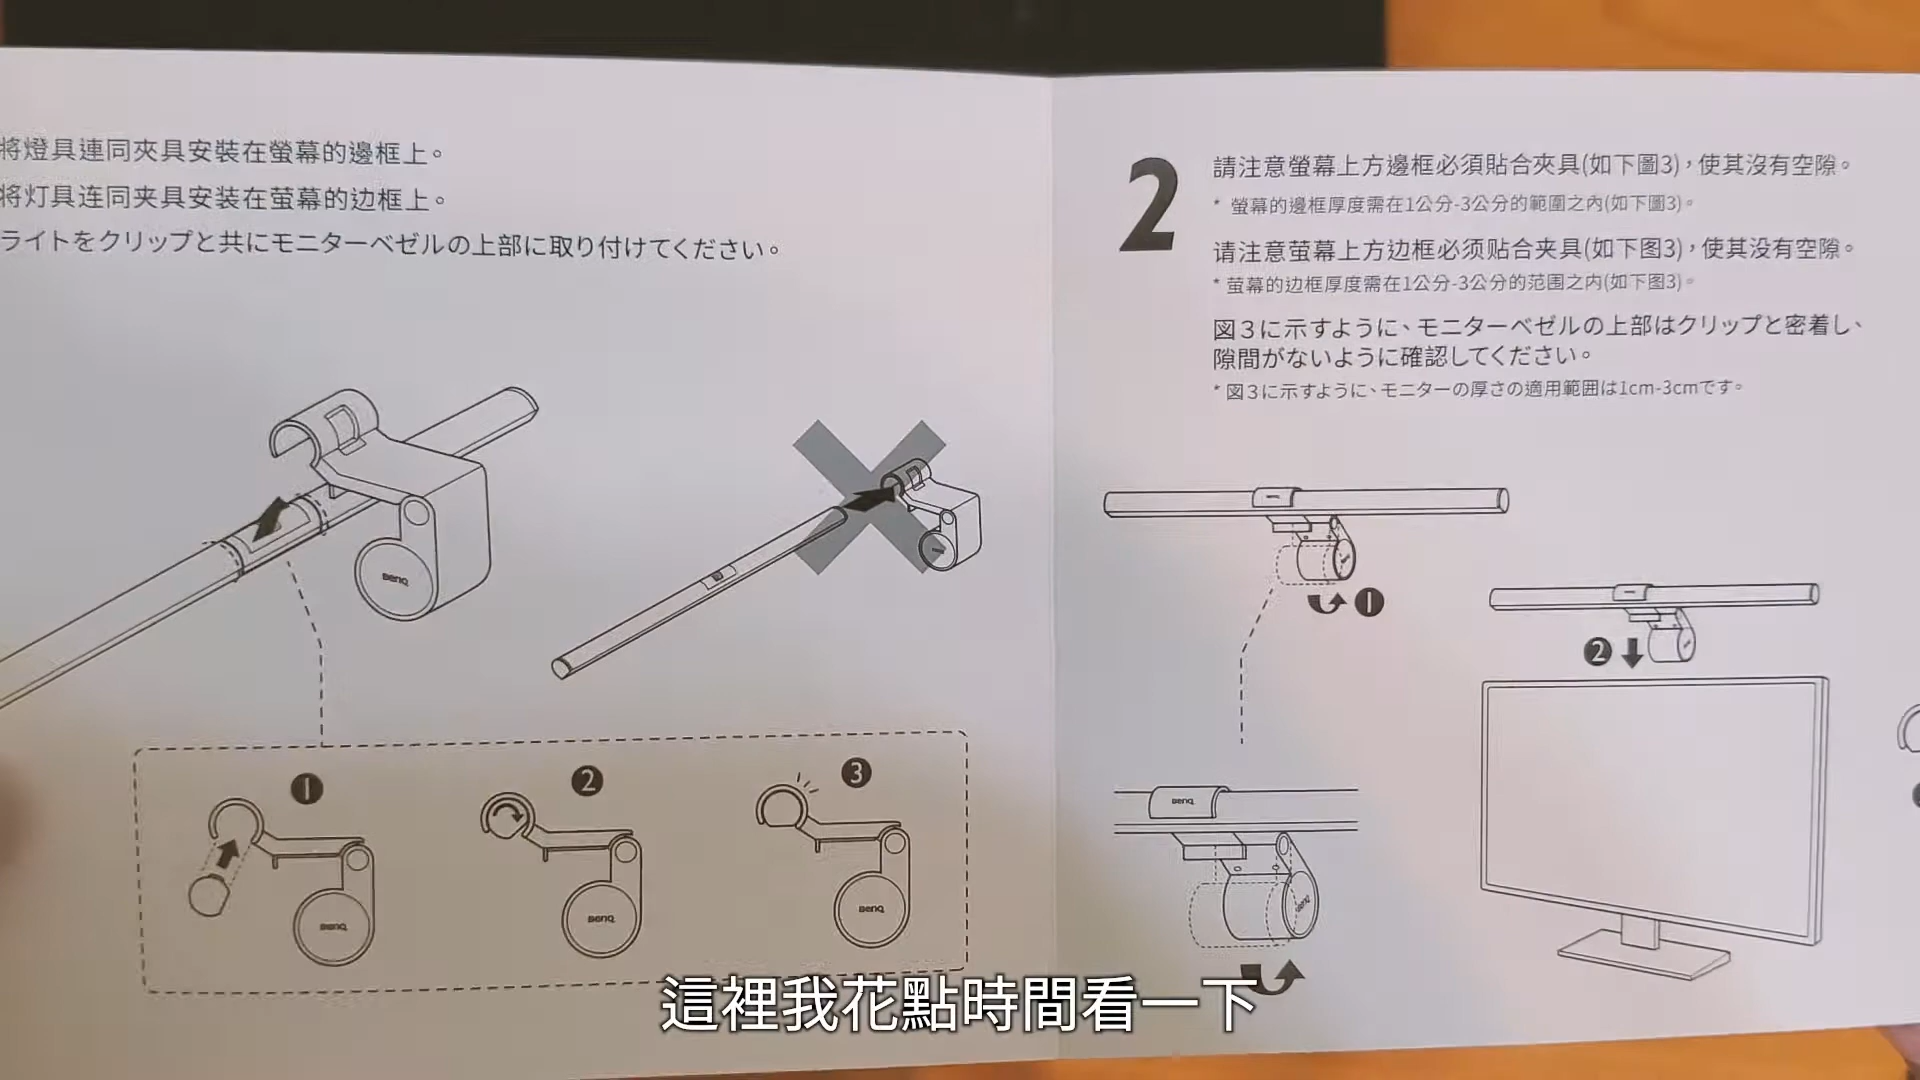 將燈具連同夾具安裝在螢幕的邊框上。
将灯具连同夹具安装在萤幕的边框上。
ライトをクリップと共にモニターベゼルの上部に取り付けてください。
BenQ
1
2
3
BenQ
BenQ
BenQ
2
請注意螢幕上方邊框必須貼合夾具(如下圖3),使其沒有空隙。
* 螢幕的邊框厚度需在1公分-3公分的範圍之內(如下圖3)。
请注意萤幕上方边框必须贴合夹具(如下图3),使其没有空隙。
* 萤幕的边框厚度需在1公分-3公分的范围之内(如下图3)。
図3に示すように、モニターベゼルの上部はクリップと密着し、
隙間がないように確認してください。
* 図3に示すように、モニターの厚さの適用範囲は1cm-3cmです。
1
2
BenQ
BenQ
這裡我花點時間看一下